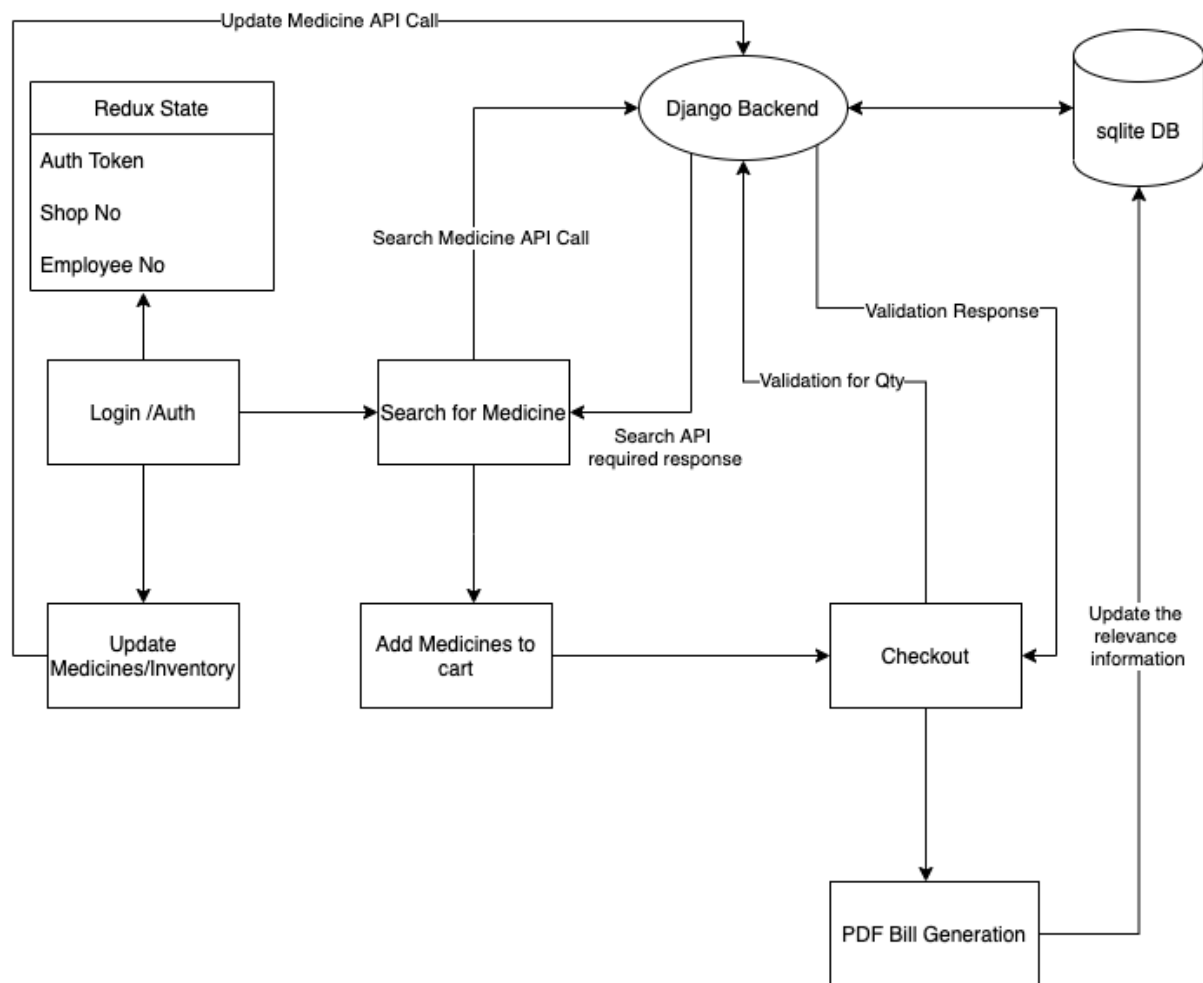 Update Medicine API Call
Redux State
Auth Token
Shop No
Employee No
Django Backend
sqlite DB
Search Medicine API Call
Validation Response
Login /Auth
Search for Medicine
Validation for Qty
Search API
required response
Update
Medicines/Inventory
Add Medicines to
cart
Checkout
Update the
relevance
information
PDF Bill Generation